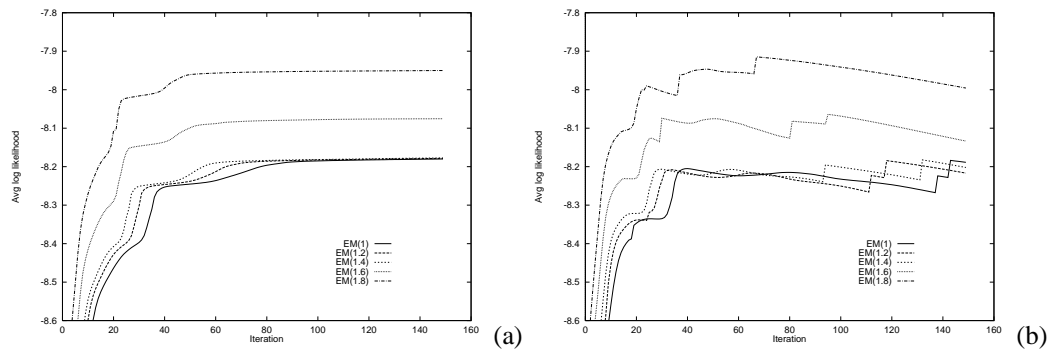 -7.8
-7.9
-8
-8.1
-8.2
-8.3
-8.4
-8.5
-8.6
Avg log likelihood
0 20 40 60 80 100 120 140 160
Iteration
EM(1)
EM(1.2)
EM(1.4)
EM(1.6)
EM(1.8)
(a)
-7.8
-7.9
-8
-8.1
-8.2
-8.3
-8.4
-8.5
-8.6
Avg log likelihood
0 20 40 60 80 100 120 140 160
Iteration
EM(1)
EM(1.2)
EM(1.4)
EM(1.6)
EM(1.8)
(b)